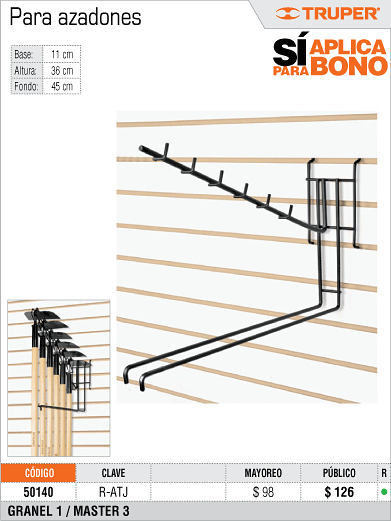 Para azadones
TRUPER®
SÍ APLICA
PARA BONO
Base: 11 cm
Altura: 36 cm
Fondo: 45 cm
CÓDIGO CLAVE MAYOREO PÚBLICO R
50140 R-ATJ $ 98 $ 126
GRANEL 1 / MASTER 3